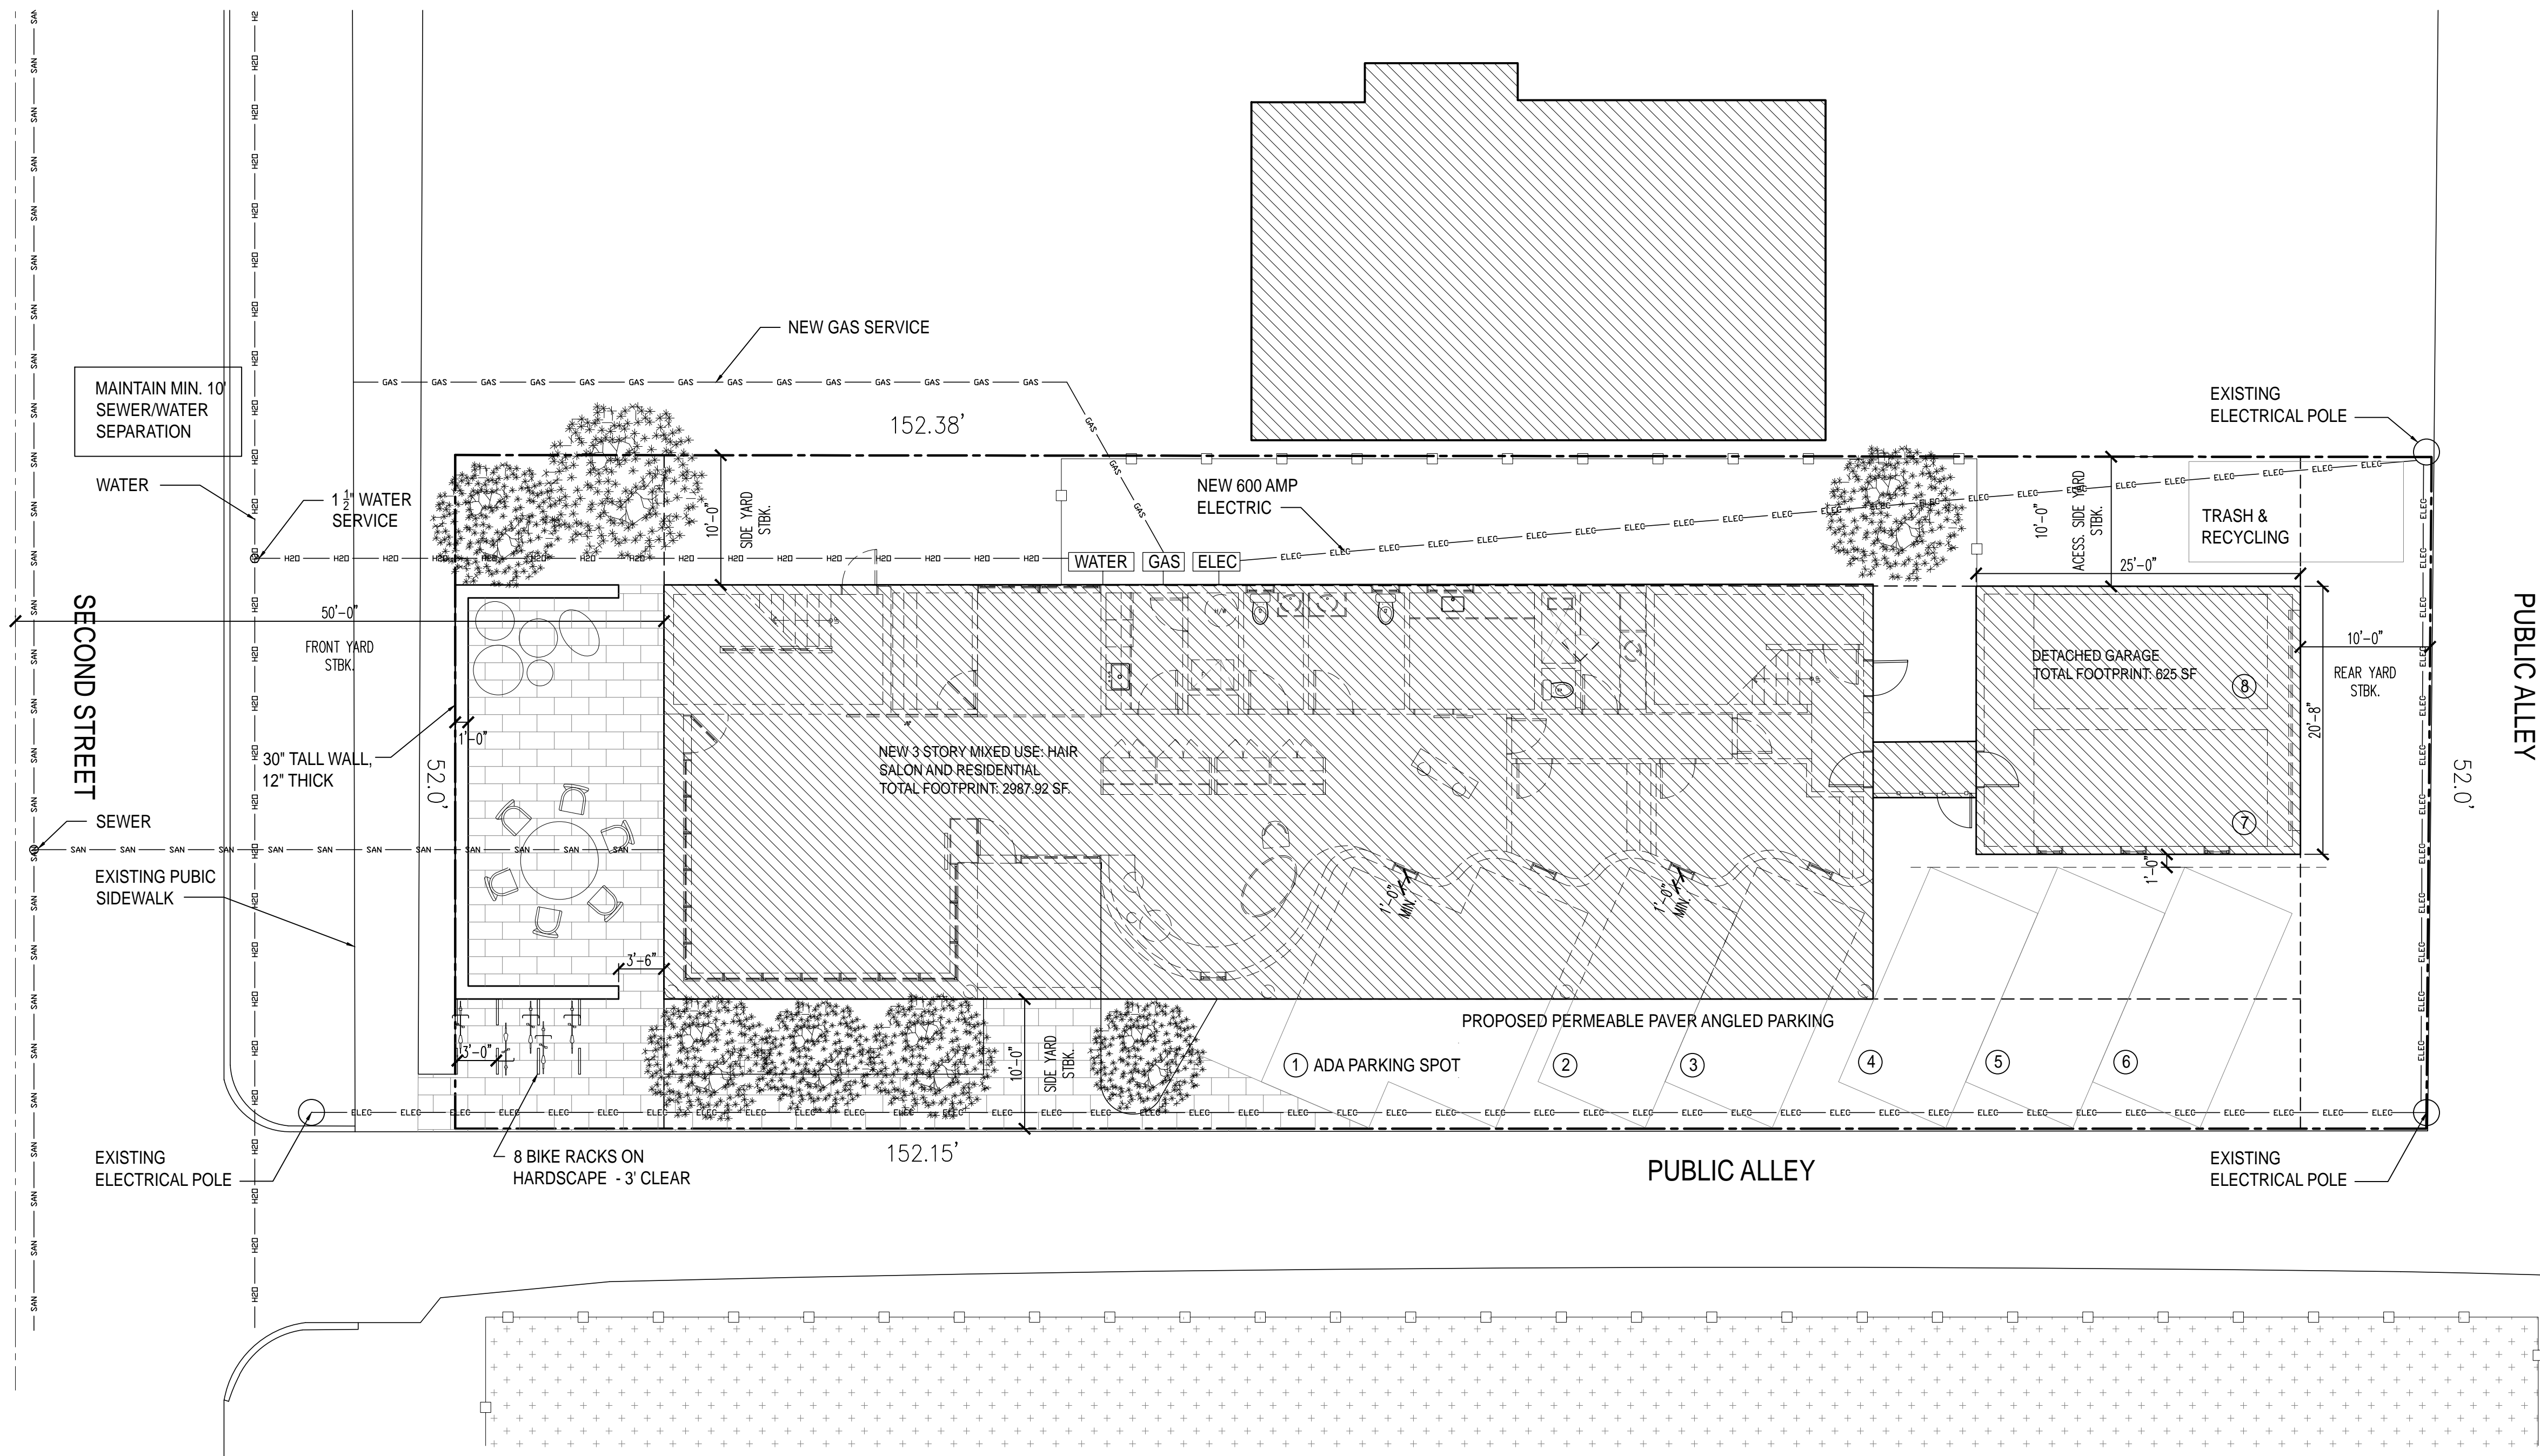 NEW GAS SERVICE
MAINTAIN MIN. 10'
SEWER/WATER
SEPARATION
WATER
1 1/2" WATER
SERVICE
152.38'
EXISTING
ELECTRICAL POLE
NEW 600 AMP
ELECTRIC
10'-0"
SIDE YARD
STBK.
WATER
GAS
ELEC
10'-0"
ACESS. SIDE YARD
STBK.
TRASH &
RECYCLING
25'-0"
SECOND STREET
50'-0"
FRONT YARD
STBK.
1'-0"
30" TALL WALL,
12" THICK
52.0'
NEW 3 STORY MIXED USE: HAIR
SALON AND RESIDENTIAL
TOTAL FOOTPRINT: 2987.92 SF.
DETACHED GARAGE
TOTAL FOOTPRINT: 625 SF
8
7
20'-8"
10'-0"
REAR YARD
STBK.
PUBLIC ALLEY
52.0'
SEWER
EXISTING PUBIC
SIDEWALK
3'-6"
1'-0"
MIN.
1'-0"
MIN.
1'-0"
PROPOSED PERMEABLE PAVER ANGLED PARKING
3'-0"
10'-0"
SIDE YARD
STBK.
1 ADA PARKING SPOT
2
3
4
5
6
EXISTING
ELECTRICAL POLE
8 BIKE RACKS ON
HARDSCAPE - 3' CLEAR
152.15'
PUBLIC ALLEY
EXISTING
ELECTRICAL POLE
SAN
H2O
GAS
ELEC